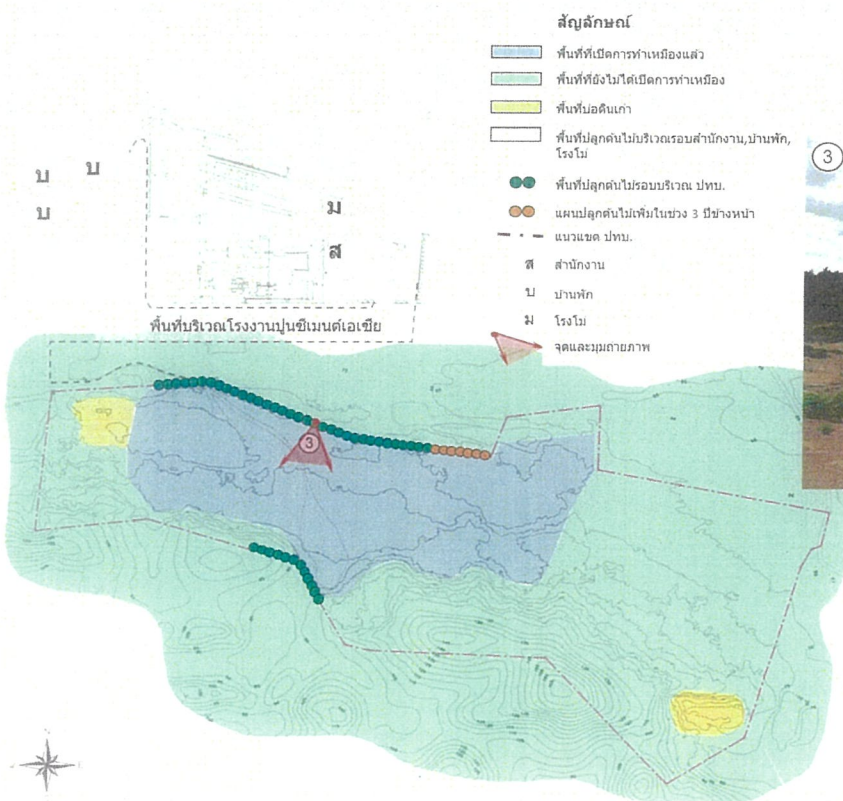 สัญลักษณ์
พื้นที่ที่เปิดการทำเหมืองแล้ว
พื้นที่ที่ยังไม่ได้เปิดการทำเหมือง
พื้นที่บ่อดินเก่า
พื้นที่ปลูกต้นไม้บริเวณรอบสำนักงาน,บ้านพัก,
โรงโม่
พื้นที่ปลูกต้นไม้รอบบริเวณ ปทบ.
แผนปลูกต้นไม้เพิ่มในช่วง 3 ปีข้างหน้า
แนวเขต ปทบ.
ส สำนักงาน
บ บ้านพัก
ม โรงโม่
จุดและมุมถ่ายภาพ
3
บ บ
บ
ม
ส
พื้นที่บริเวณโรงงานปูนซีเมนต์เอเซีย
3